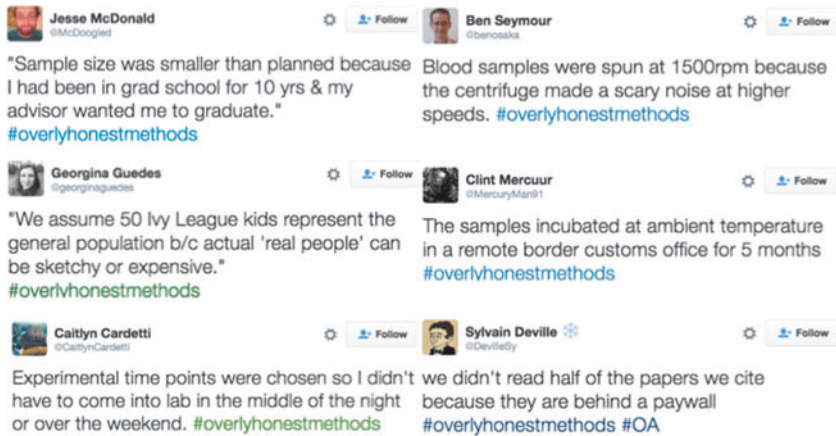 Jesse McDonald
@McDoogled
Follow
"Sample size was smaller than planned because
I had been in grad school for 10 yrs & my
advisor wanted me to graduate."
#overlyhonestmethods
Ben Seymour
@benosaka
Follow
Blood samples were spun at 1500rpm because
the centrifuge made a scary noise at higher
speeds. #overlyhonestmethods
Georgina Guedes
@georginaguedes
Follow
"We assume 50 Ivy League kids represent the
general population b/c actual 'real people' can
be sketchy or expensive."
#overlyhonestmethods
Clint Mercuur
@MercuryMan91
Follow
The samples incubated at ambient temperature
in a remote border customs office for 5 months
#overlyhonestmethods
Caitlyn Cardetti
@CaitlynCardetti
Follow
Experimental time points were chosen so I didn't
have to come into lab in the middle of the night
or over the weekend. #overlyhonestmethods
Sylvain Deville
@DevilleSy
Follow
we didn't read half of the papers we cite
because they are behind a paywall
#overlyhonestmethods #OA